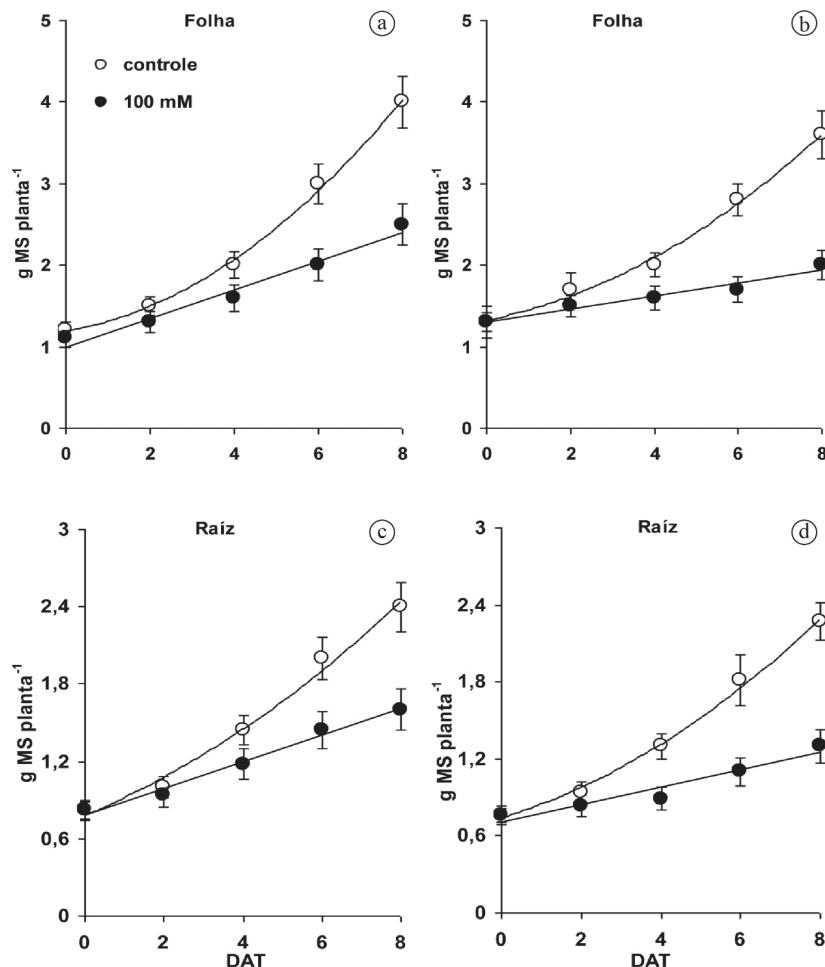 Folha
a
controle
100 mM
g MS planta⁻¹
5
4
3
2
1
0
0 2 4 6 8
Folha
b
g MS planta⁻¹
5
4
3
2
1
0
0 2 4 6 8
Raíz
c
g MS planta⁻¹
3
2,4
1,8
1,2
0,6
0
0 2 4 6 8
DAT
Raíz
d
g MS planta⁻¹
3
2,4
1,8
1,2
0,6
0
0 2 4 6 8
DAT